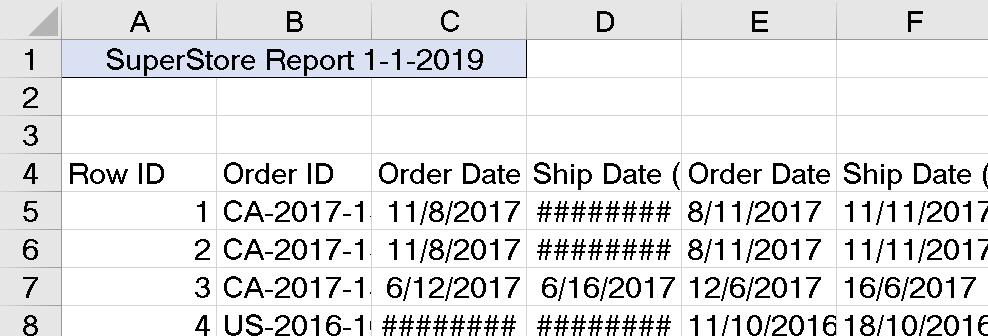 A B C D E F
1 SuperStore Report 1-1-2019
2
3
4 Row ID Order ID Order Date Ship Date ( Order Date Ship Date (
5 1 CA-2017-1 11/8/2017 ######## 8/11/2017 11/11/2017
6 2 CA-2017-1 11/8/2017 ######## 8/11/2017 11/11/2017
7 3 CA-2017-1 6/12/2017 6/16/2017 12/6/2017 16/6/2017
8 4 US-2016-1 ######## ######## 11/10/2016 18/10/2016